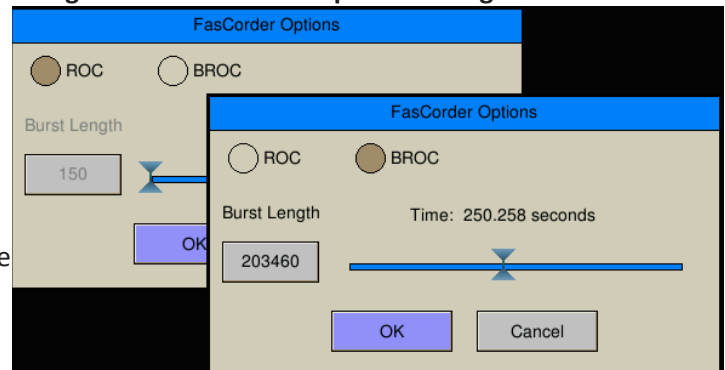 FasCorder Options
ROC BROC
Burst Length
150
OK
FasCorder Options
ROC BROC
Burst Length Time: 250.258 seconds
203460
OK Cancel